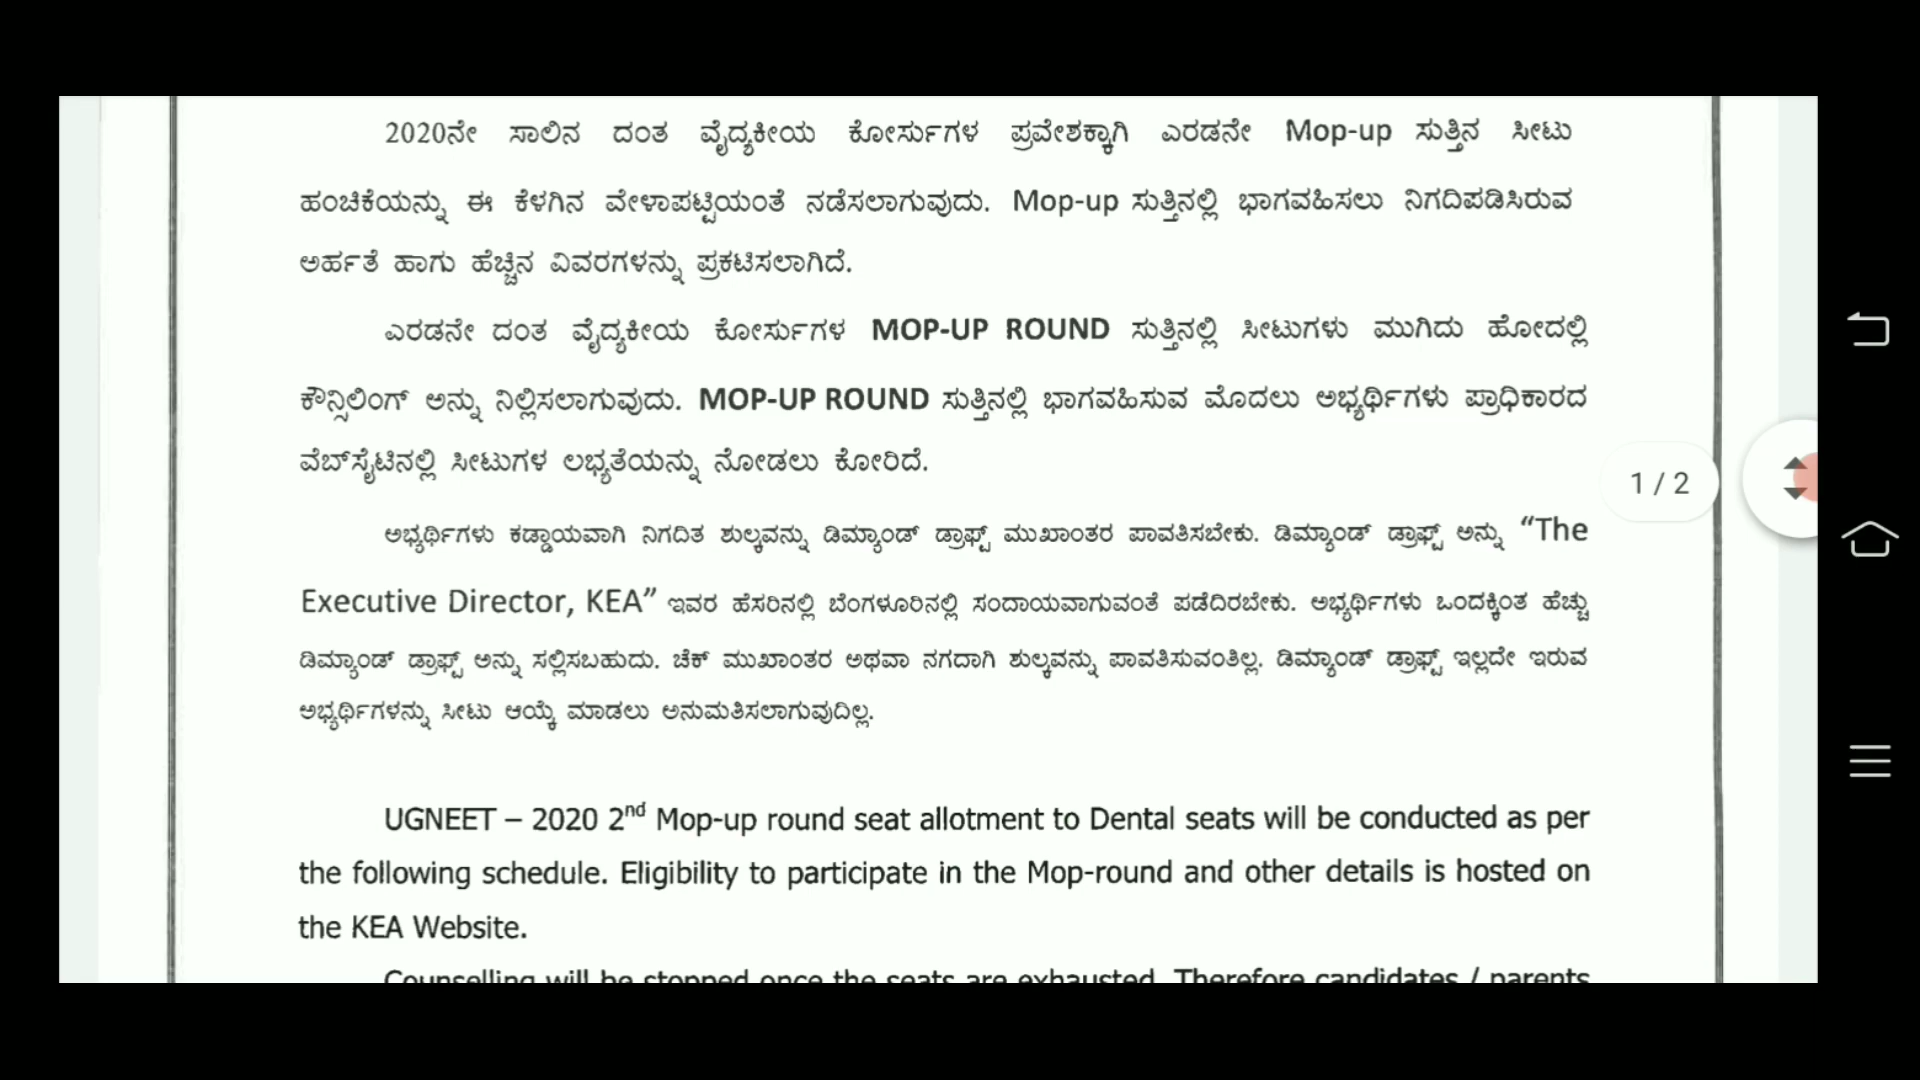 2020ನೇ ಸಾಲಿನ ದಂತ ವೈದ್ಯಕೀಯ ಕೋರ್ಸುಗಳ ಪ್ರವೇಶಕ್ಕಾಗಿ ಎರಡನೇ Mop-up ಸುತ್ತಿನ ಸೀಟು
ಹಂಚಿಕೆಯನ್ನು ಈ ಕೆಳಗಿನ ವೇಳಾಪಟ್ಟಿಯಂತೆ ನಡೆಸಲಾಗುವುದು. Mop-up ಸುತ್ತಿನಲ್ಲಿ ಭಾಗವಹಿಸಲು ನಿಗದಿಪಡಿಸಿರುವ
ಅರ್ಹತೆ ಹಾಗು ಹೆಚ್ಚಿನ ವಿವರಗಳನ್ನು ಪ್ರಕಟಿಸಲಾಗಿದೆ.
ಎರಡನೇ ದಂತ ವೈದ್ಯಕೀಯ ಕೋರ್ಸುಗಳ MOP-UP ROUND ಸುತ್ತಿನಲ್ಲಿ ಸೀಟುಗಳು ಮುಗಿದು ಹೋದಲ್ಲಿ
ಕೌನ್ಸಿಲಿಂಗ್ ಅನ್ನು ನಿಲ್ಲಿಸಲಾಗುವುದು. MOP-UP ROUND ಸುತ್ತಿನಲ್ಲಿ ಭಾಗವಹಿಸುವ ಮೊದಲು ಅಭ್ಯರ್ಥಿಗಳು ಪ್ರಾಧಿಕಾರದ
ವೆಬ್‌ಸೈಟಿನಲ್ಲಿ ಸೀಟುಗಳ ಲಭ್ಯತೆಯನ್ನು ನೋಡಲು ಕೋರಿದೆ.
1 / 2
ಅಭ್ಯರ್ಥಿಗಳು ಕಡ್ಡಾಯವಾಗಿ ನಿಗದಿತ ಶುಲ್ಕವನ್ನು ಡಿಮ್ಯಾಂಡ್ ಡ್ರಾಫ್ಟ್ ಮುಖಾಂತರ ಪಾವತಿಸಬೇಕು. ಡಿಮ್ಯಾಂಡ್ ಡ್ರಾಫ್ಟ್ ಅನ್ನು “The
Executive Director, KEA” ಇವರ ಹೆಸರಿನಲ್ಲಿ ಬೆಂಗಳೂರಿನಲ್ಲಿ ಸಂದಾಯವಾಗುವಂತೆ ಪಡೆದಿರಬೇಕು. ಅಭ್ಯರ್ಥಿಗಳು ಒಂದಕ್ಕಿಂತ ಹೆಚ್ಚು
ಡಿಮ್ಯಾಂಡ್ ಡ್ರಾಫ್ಟ್ ಅನ್ನು ಸಲ್ಲಿಸಬಹುದು. ಚೆಕ್ ಮುಖಾಂತರ ಅಥವಾ ನಗದಾಗಿ ಶುಲ್ಕವನ್ನು ಪಾವತಿಸುವಂತಿಲ್ಲ. ಡಿಮ್ಯಾಂಡ್ ಡ್ರಾಫ್ಟ್ ಇಲ್ಲದೇ ಇರುವ
ಅಭ್ಯರ್ಥಿಗಳನ್ನು ಸೀಟು ಆಯ್ಕೆ ಮಾಡಲು ಅನುಮತಿಸಲಾಗುವುದಿಲ್ಲ.
UGNEET – 2020 2nd Mop-up round seat allotment to Dental seats will be conducted as per
the following schedule. Eligibility to participate in the Mop-round and other details is hosted on
the KEA Website.
Counselling will be stopped once the seats are exhausted. Therefore candidates / parents